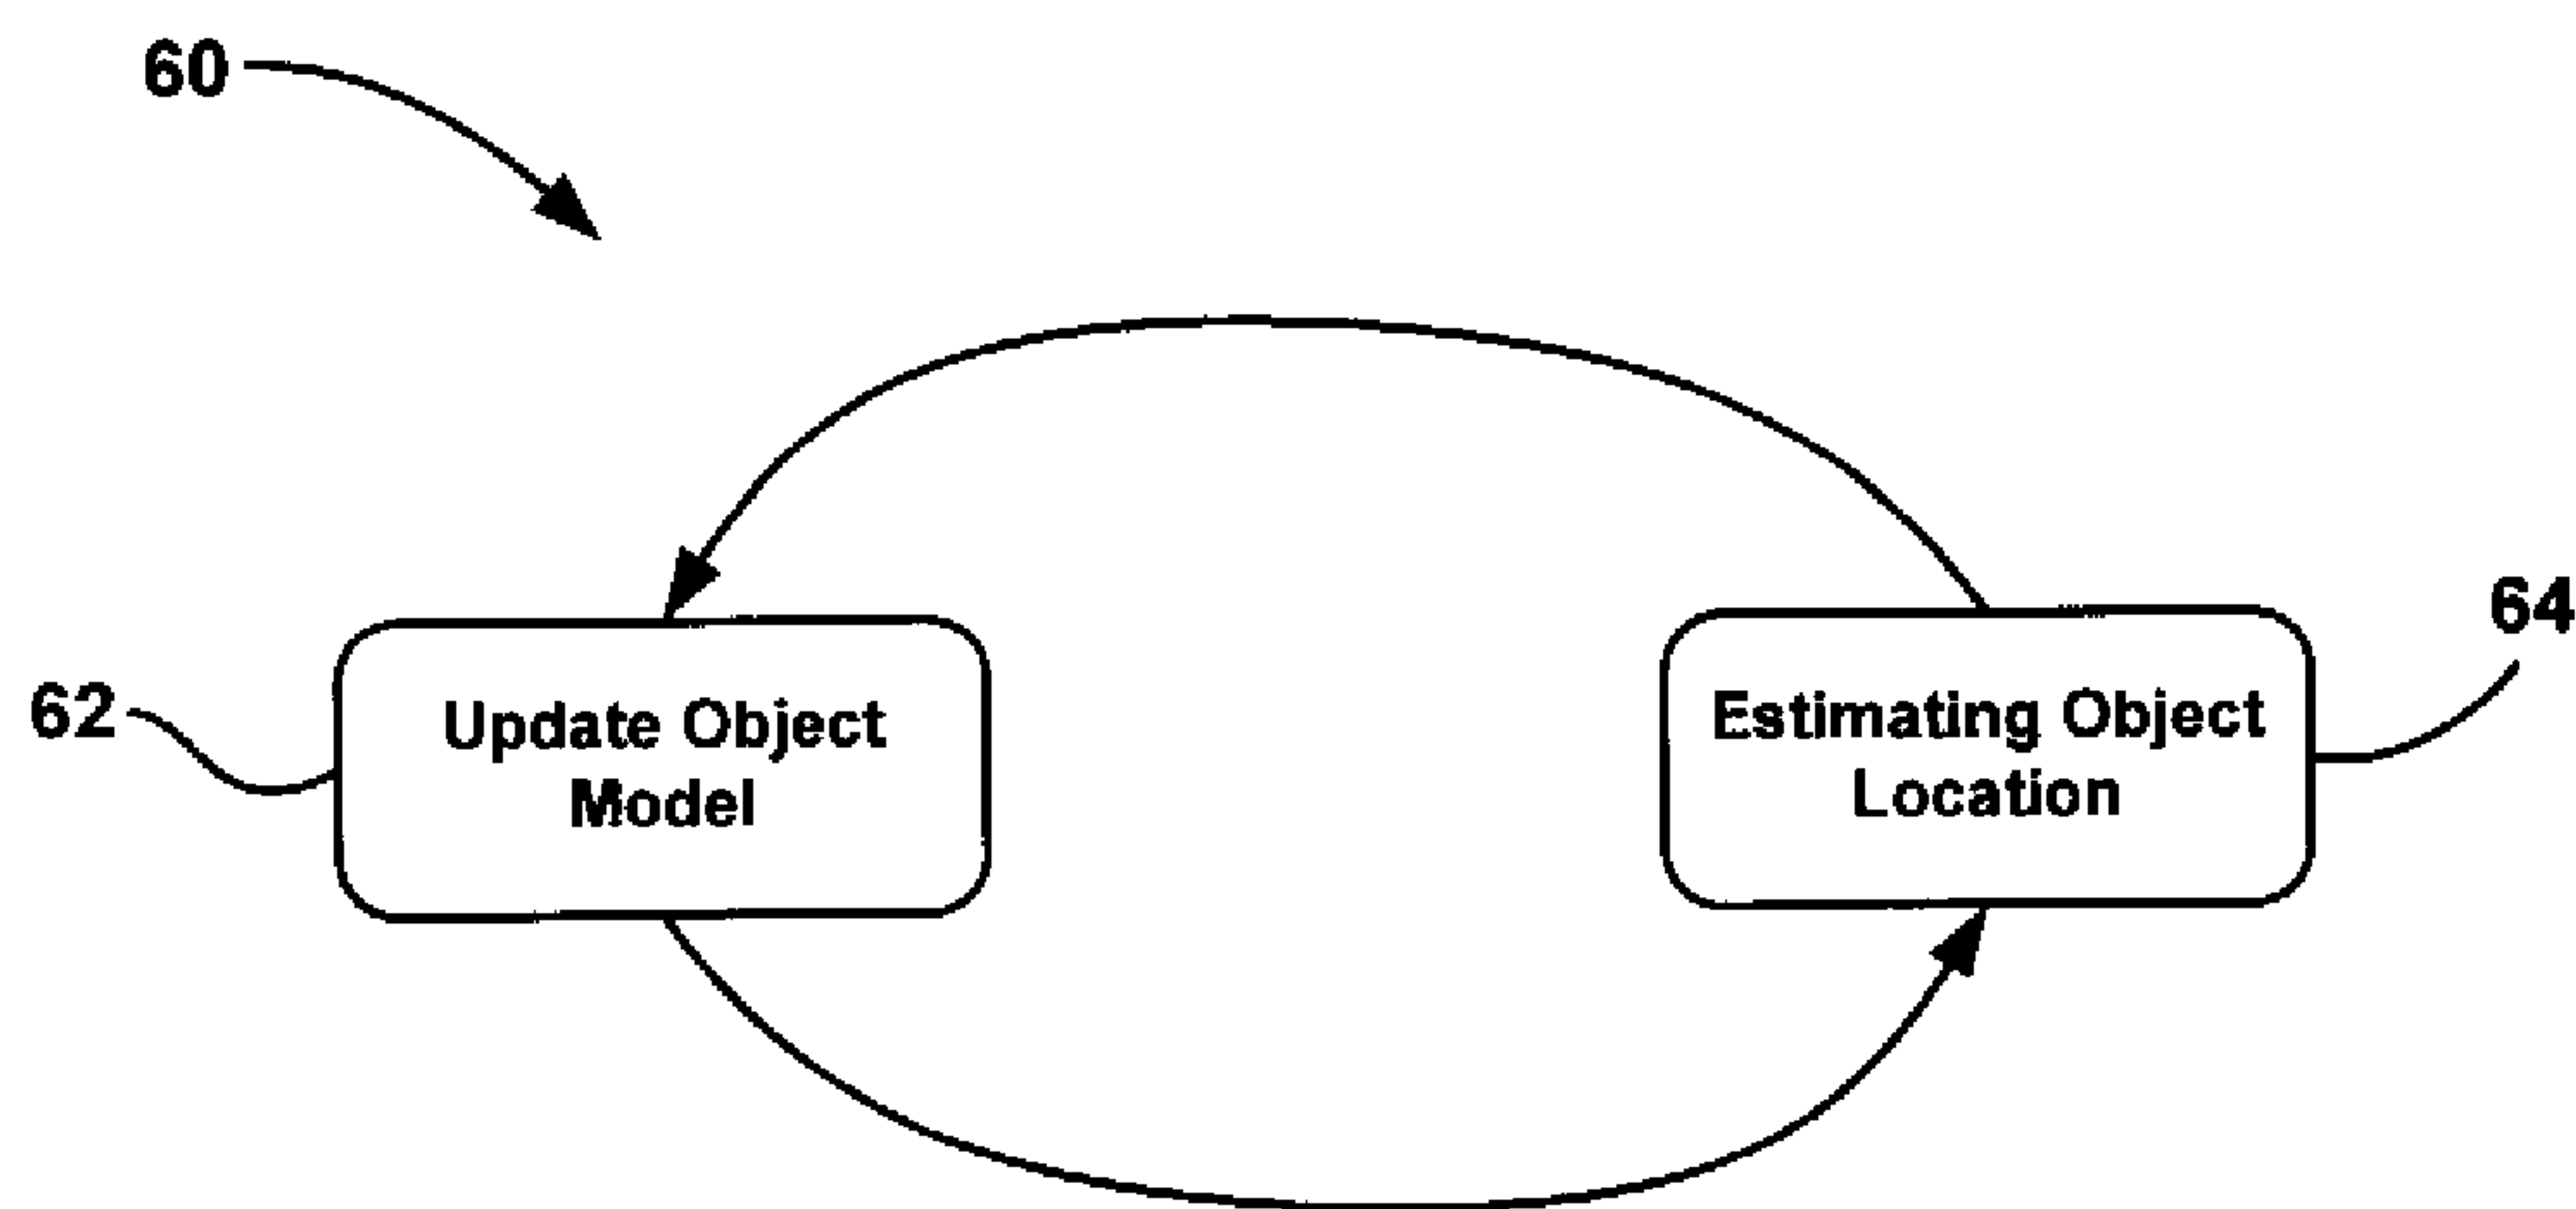 60
62
Update Object
Model
Estimating Object
Location
64